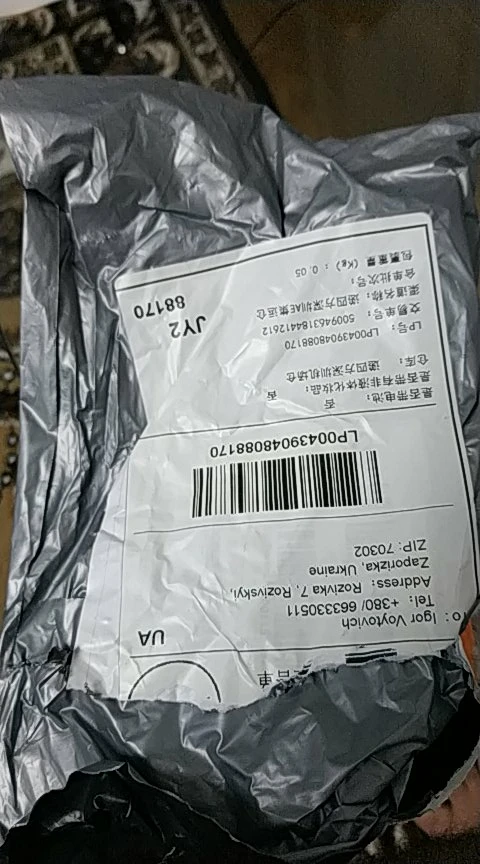 合单
UA
To: Igor Voytovich
Tel: +380/ 663330511
Address: Rozivka 7, Rozivskyi,
Zaporizka, Ukraine
ZIP: 70302
LP00439048088170
是否带电池: 否
是否带有非液体化妆品: 否
仓库: 递四方深圳机场仓
LP号: LP00439048088170
交易单号: 5009463184412612
渠道名称: 递四方深圳AE集运仓
合单批次号:
包裹重量 (Kg) : 0.05
JY2
88170